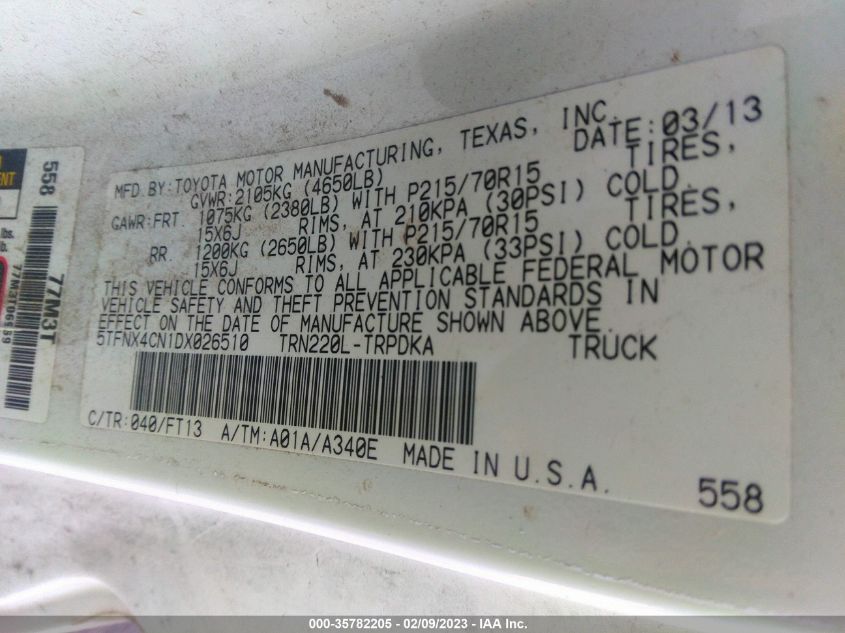 MFD BY:TOYOTA MOTOR MANUFACTURING, TEXAS, INC.
DATE:03/13
GVWR:2105KG (4650LB)
GAWR:FRT. 1075KG (2380LB) WITH P215/70R15 TIRES,
15X6J RIMS, AT 210KPA (30PSI) COLD.
RR. 1200KG (2650LB) WITH P215/70R15 TIRES,
15X6J RIMS, AT 230KPA (33PSI) COLD.
THIS VEHICLE CONFORMS TO ALL APPLICABLE FEDERAL MOTOR
VEHICLE SAFETY AND THEFT PREVENTION STANDARDS IN
EFFECT ON THE DATE OF MANUFACTURE SHOWN ABOVE.
5TFNX4CN1DX026510 TRN220L-TRPDKA TRUCK
C/TR:040/FT13 A/TM:A01A/A340E MADE IN U.S.A.
558
558
77M3T
lbs.
lb.
000-35782205 - 02/09/2023 - IAA Inc.